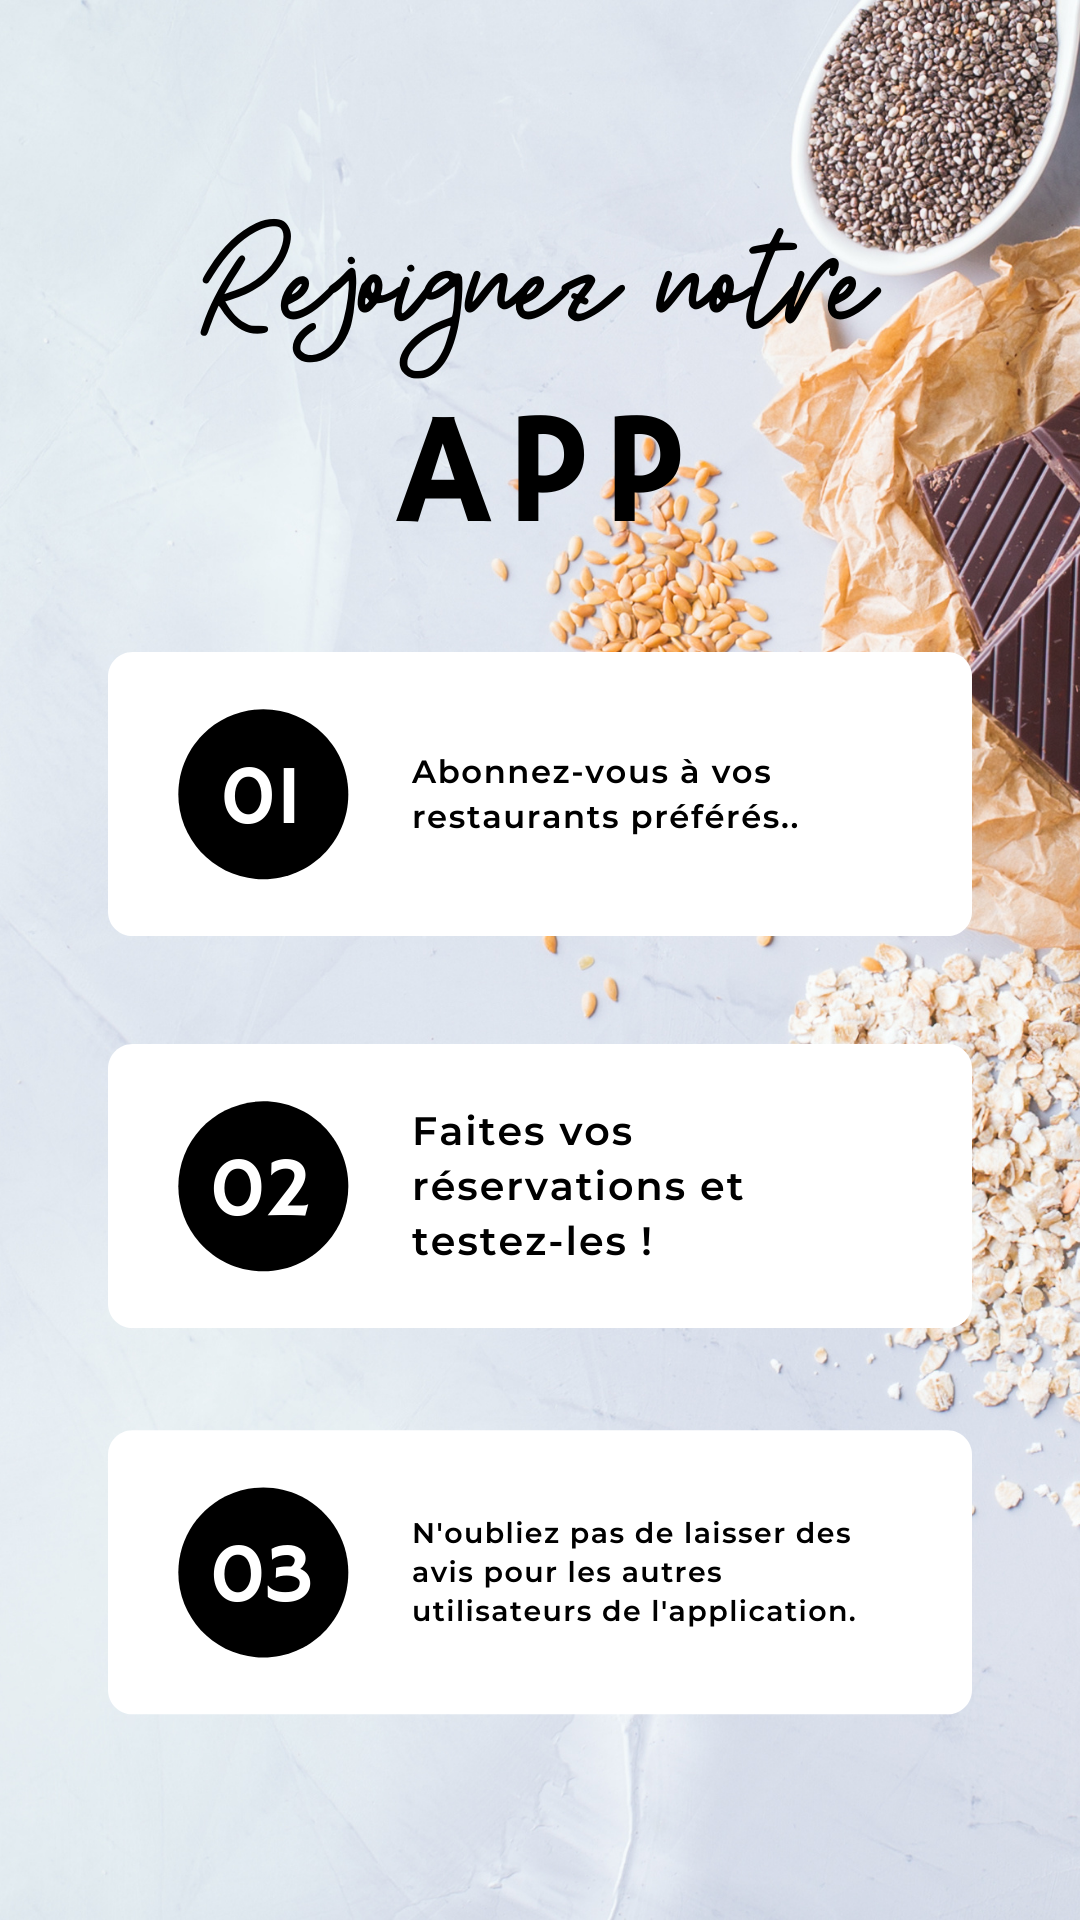 Rejoignez notre
APP
01
Abonnez-vous à vos
restaurants préférés..
02
Faites vos
réservations et
testez-les !
03
N'oubliez pas de laisser des
avis pour les autres
utilisateurs de l'application.